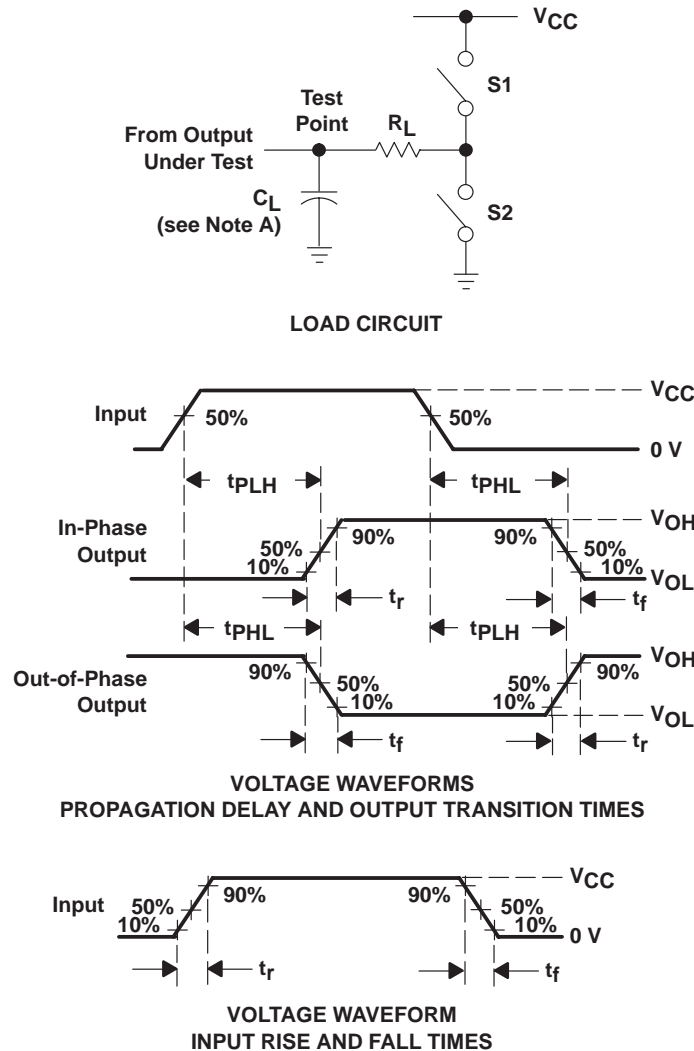 VCC
S1
Test
Point
RL
From Output
Under Test
CL
(see Note A)
S2
LOAD CIRCUIT
VCC
Input
50%
50%
0 V
tPLH
tPHL
In-Phase
Output
VOH
90%
90%
50%
50%
10%
10%
VOL
tr
tf
tPHL
tPLH
Out-of-Phase
Output
VOH
90%
90%
50%
50%
10%
10%
VOL
tf
tr
VOLTAGE WAVEFORMS
PROPAGATION DELAY AND OUTPUT TRANSITION TIMES
VCC
Input
90%
90%
50%
50%
10%
10%
0 V
tr
tf
VOLTAGE WAVEFORM
INPUT RISE AND FALL TIMES